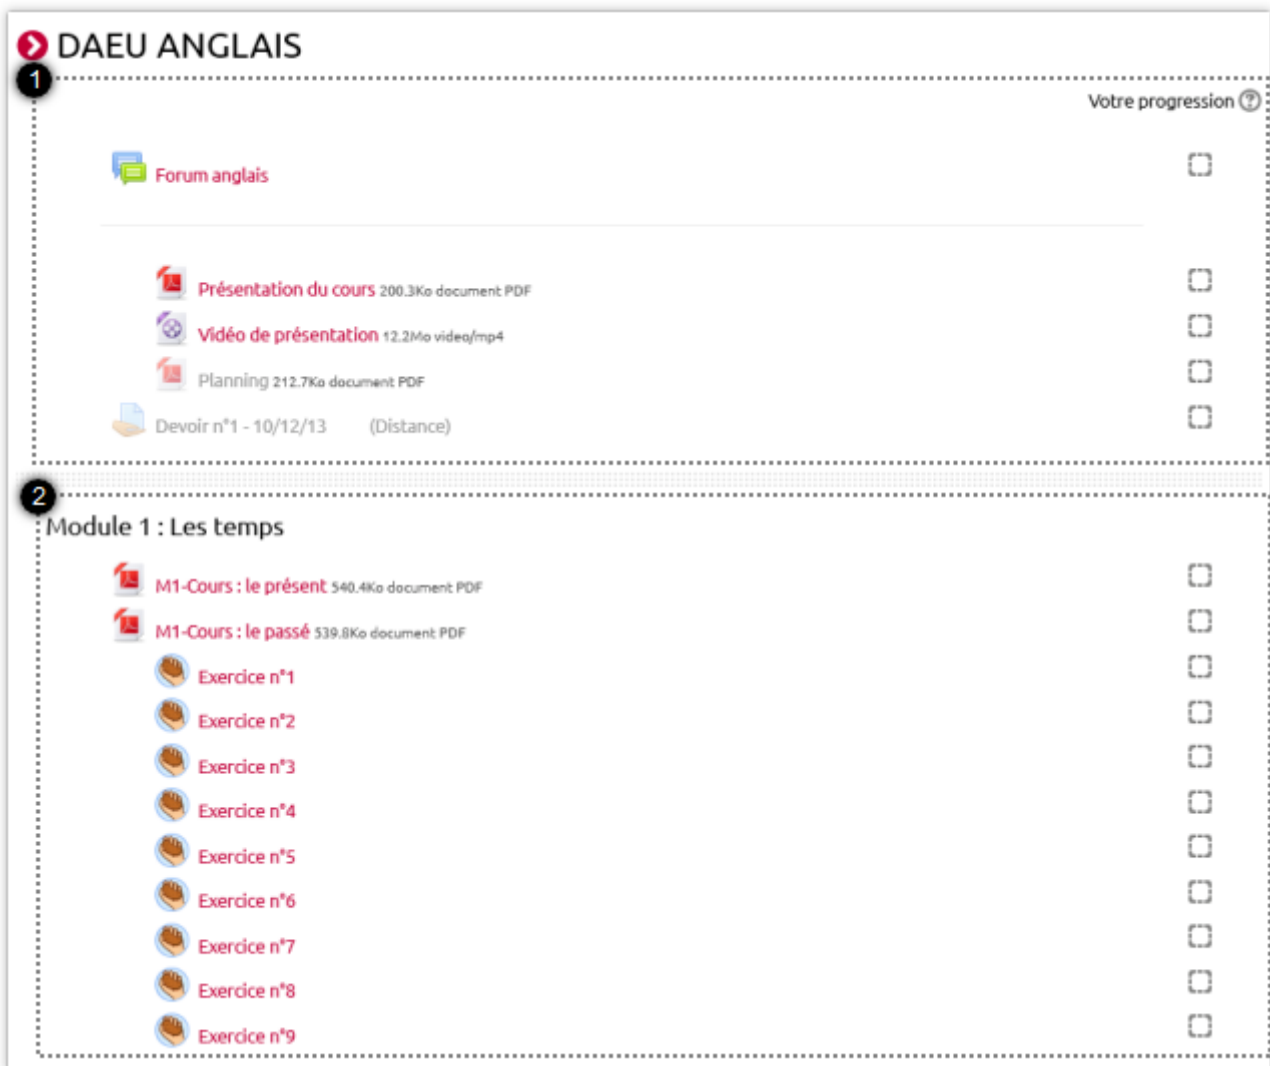 DAEU ANGLAIS
1
Votre progression ?
Forum anglais
Présentation du cours 200.3Ko document PDF
Vidéo de présentation 12.2Mo video/mp4
Planning 212.7Ko document PDF
Devoir n°1 - 10/12/13 (Distance)
2
Module 1 : Les temps
M1-Cours : le présent 540.4Ko document PDF
M1-Cours : le passé 539.8Ko document PDF
Exercice n°1
Exercice n°2
Exercice n°3
Exercice n°4
Exercice n°5
Exercice n°6
Exercice n°7
Exercice n°8
Exercice n°9